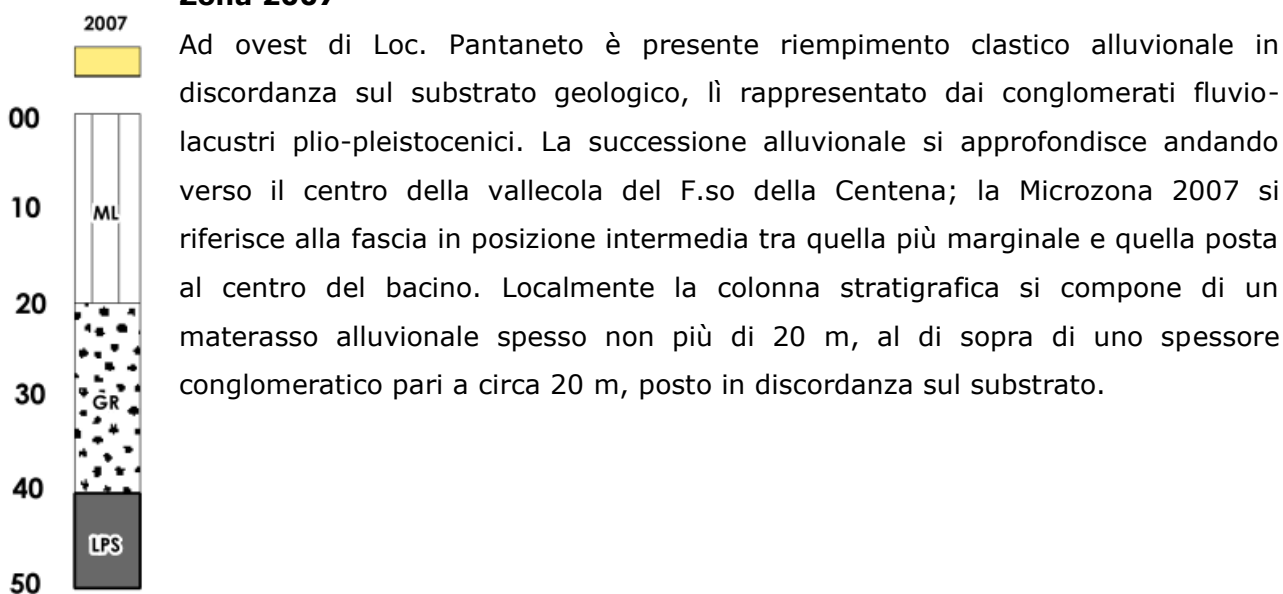 Zona 2007
2007
Ad ovest di Loc. Pantaneto è presente riempimento clastico alluvionale in
discordanza sul substrato geologico, lì rappresentato dai conglomerati fluvio-
lacustri plio-pleistocenici. La successione alluvionale si approfondisce andando
verso il centro della vallecola del F.so della Centena; la Microzona 2007 si
riferisce alla fascia in posizione intermedia tra quella più marginale e quella posta
al centro del bacino. Localmente la colonna stratigrafica si compone di un
materasso alluvionale spesso non più di 20 m, al di sopra di uno spessore
conglomeratico pari a circa 20 m, posto in discordanza sul substrato.
00
10
ML
20
30
GR
40
LPS
50